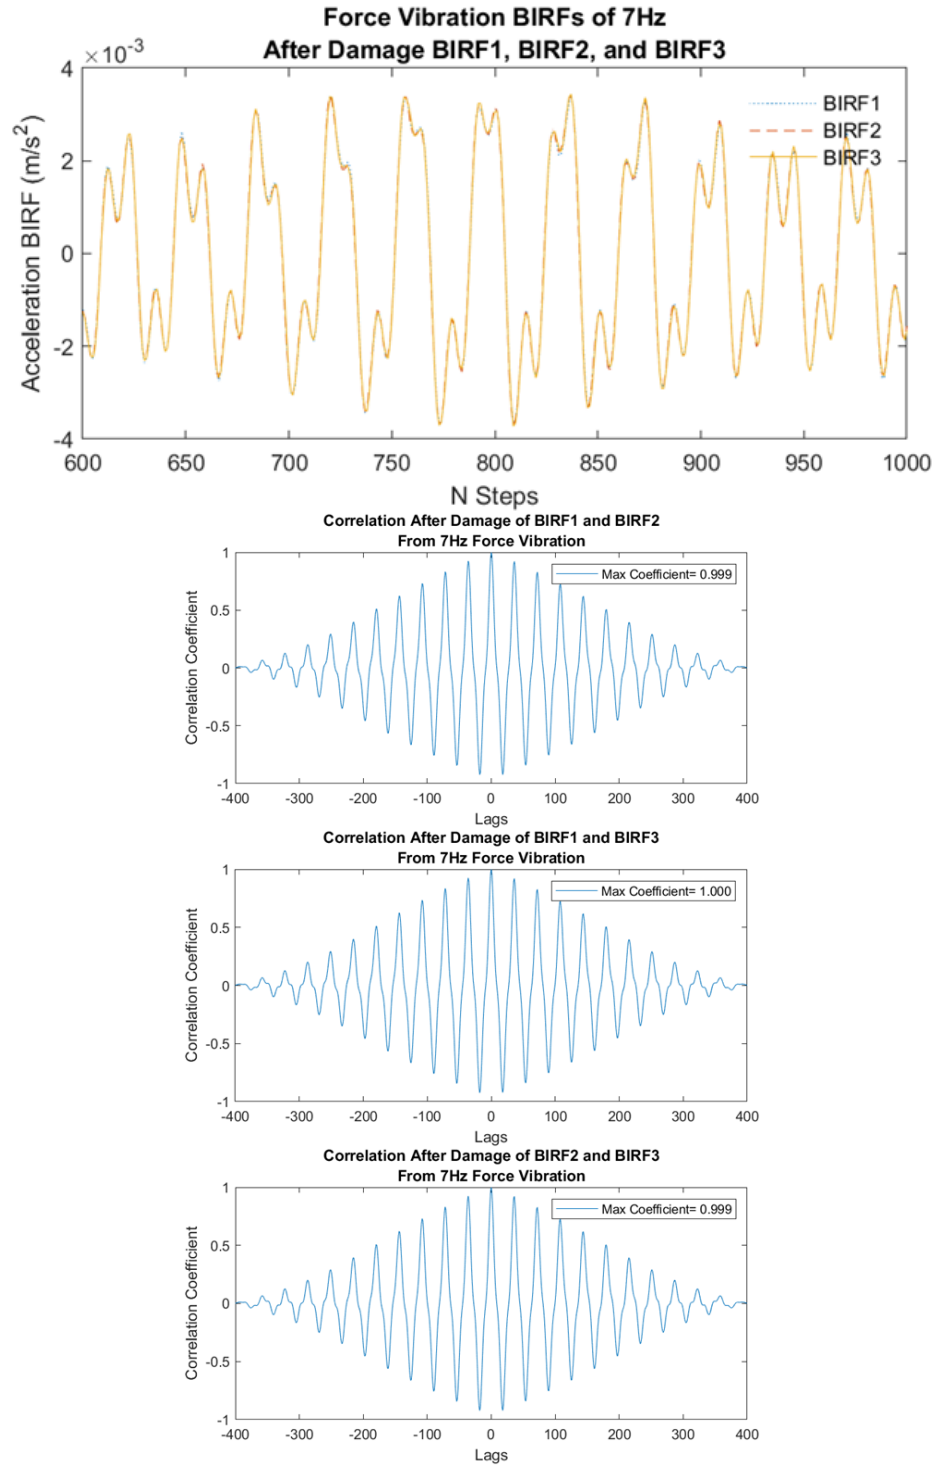 Force Vibration BIRFs of 7Hz
After Damage BIRF1, BIRF2, and BIRF3
×10⁻³
4
2
0
-2
-4
Acceleration BIRF (m/s²)
BIRF1
BIRF2
BIRF3
600 650 700 750 800 850 900 950 1000
N Steps
Correlation After Damage of BIRF1 and BIRF2
From 7Hz Force Vibration
1
0.5
0
-0.5
-1
Correlation Coefficient
Max Coefficient= 0.999
-400 -300 -200 -100 0 100 200 300 400
Lags
Correlation After Damage of BIRF1 and BIRF3
From 7Hz Force Vibration
1
0.5
0
-0.5
-1
Correlation Coefficient
Max Coefficient= 1.000
-400 -300 -200 -100 0 100 200 300 400
Lags
Correlation After Damage of BIRF2 and BIRF3
From 7Hz Force Vibration
1
0.5
0
-0.5
-1
Correlation Coefficient
Max Coefficient= 0.999
-400 -300 -200 -100 0 100 200 300 400
Lags